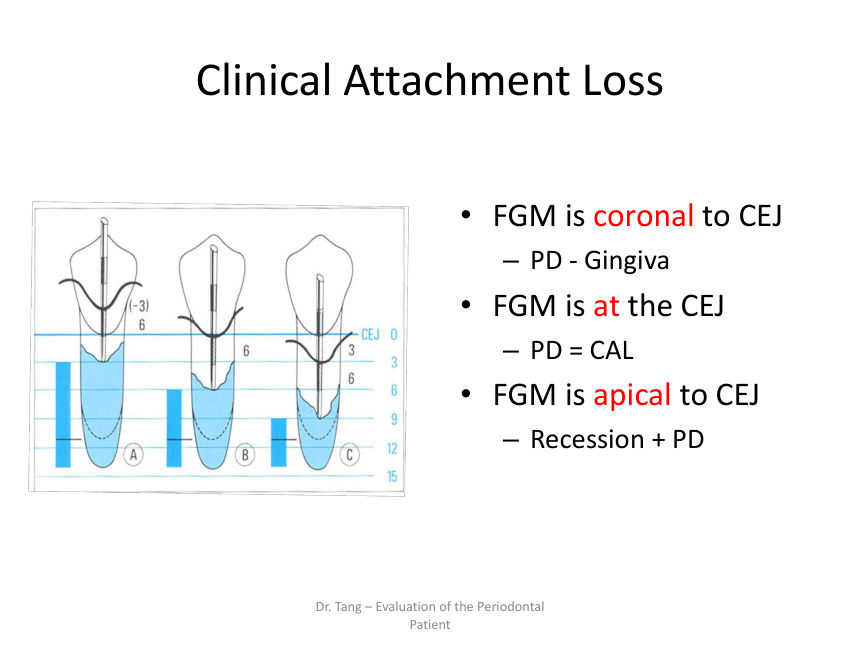 Clinical Attachment Loss
(-3)
6
CEJ 0
6
3
3
6
6
9
12
A
B
C
15
• FGM is coronal to CEJ
– PD - Gingiva
• FGM is at the CEJ
– PD = CAL
• FGM is apical to CEJ
– Recession + PD
Dr. Tang – Evaluation of the Periodontal
Patient